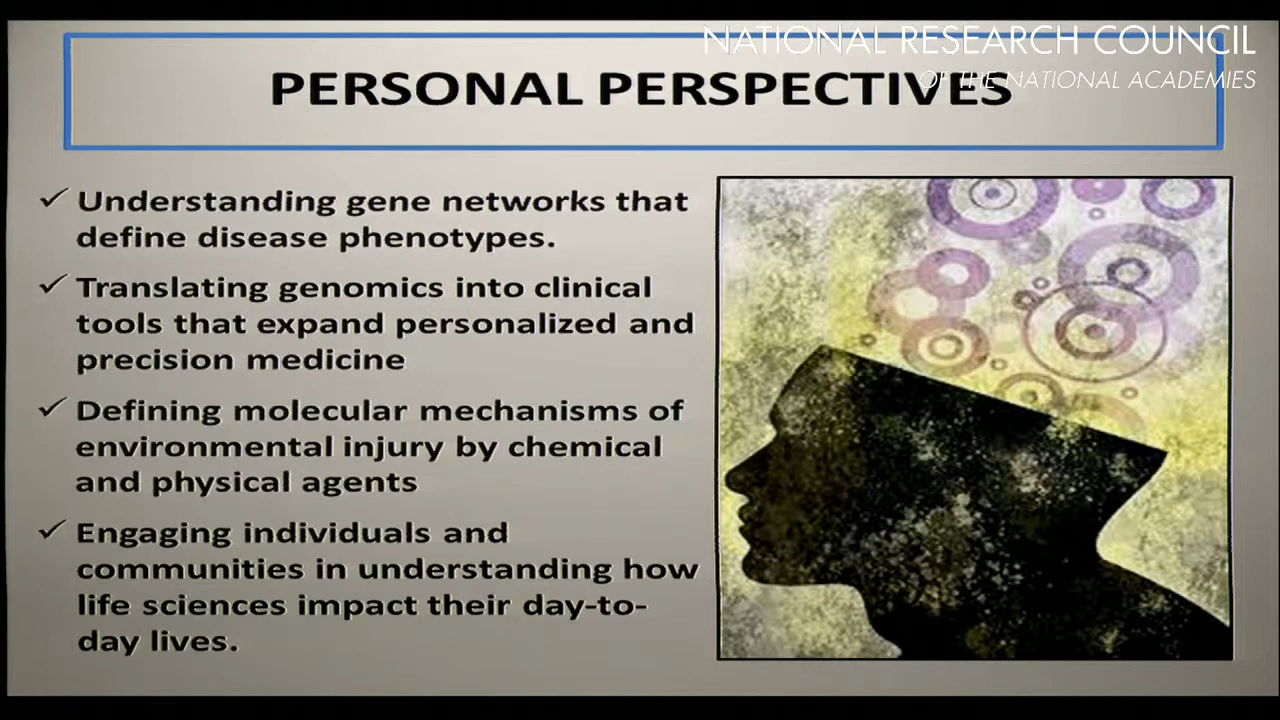 NATIONAL RESEARCH COUNCIL
OF THE NATIONAL ACADEMIES
PERSONAL PERSPECTIVES
✓ Understanding gene networks that
define disease phenotypes.
✓ Translating genomics into clinical
tools that expand personalized and
precision medicine
✓ Defining molecular mechanisms of
environmental injury by chemical
and physical agents
✓ Engaging individuals and
communities in understanding how
life sciences impact their day-to-
day lives.